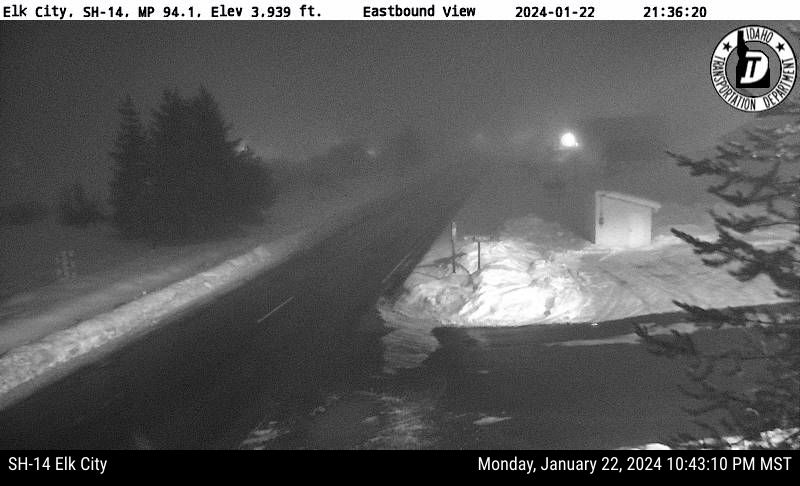 Elk City, SH-14, MP 94.1, Elev 3,939 ft. Eastbound View 2024-01-22 21:36:20
IDAHO
TRANSPORTATION DEPARTMENT
SH-14 Elk City Monday, January 22, 2024 10:43:10 PM MST